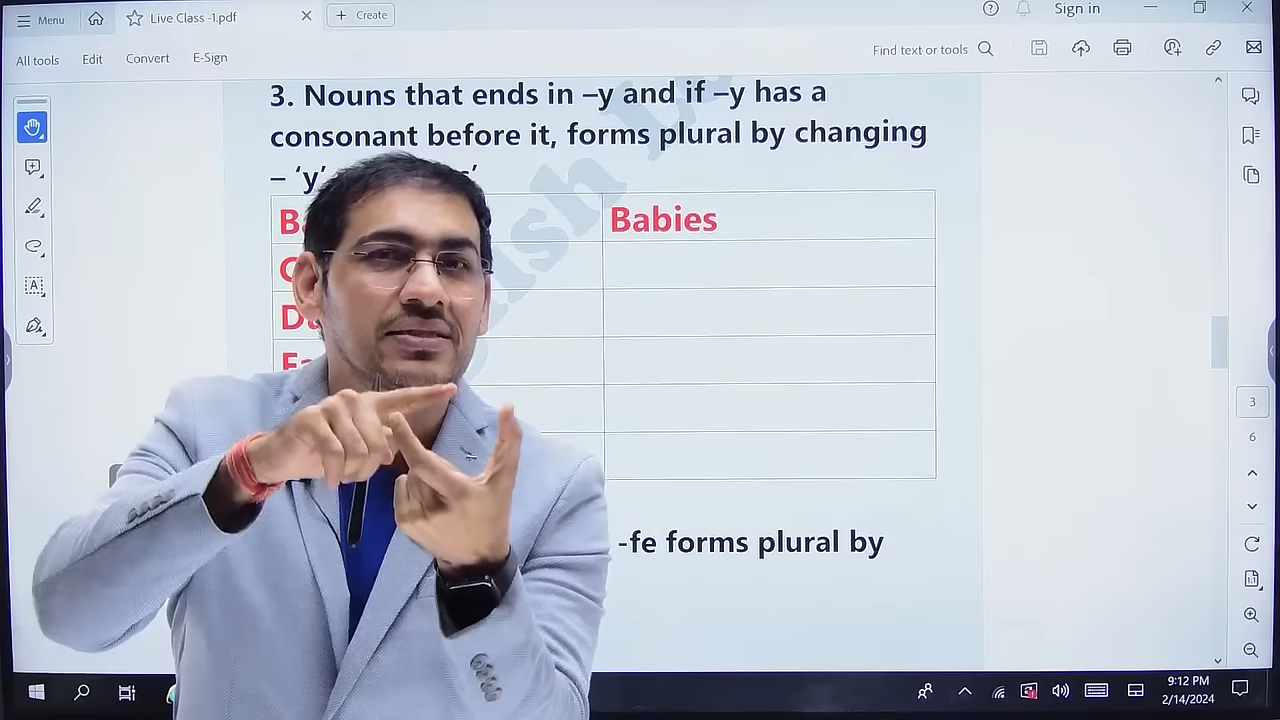 Menu
Live Class -1.pdf
Create
Sign in
All tools
Edit
Convert
E-Sign
Find text or tools
3. Nouns that ends in –y and if –y has a
consonant before it, forms plural by changing
– ‘y’
Babies
-fe forms plural by
3
6
9:12 PM
2/14/2024